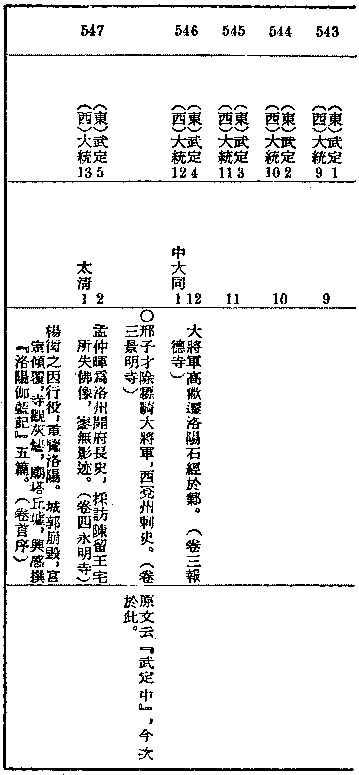 543
(東)武定1
(西)大統9
9
544
(東)武定2
(西)大統10
10
545
(東)武定3
(西)大統11
11
546
(東)武定4
(西)大統12
12
中大同1
大將軍高歡遷洛陽石經於鄴。(卷三報
德寺)
○邢子才除驃騎大將軍,西兗州刺史。(卷
三景明寺)
原文云『武定中』,今次
於此。
547
(東)武定5
(西)大統13
2
太清1
孟仲暉爲洛州開府長史,採訪陳留王宅
所失佛像,寥無影迹。(卷四永明寺)
楊衒之因行役,重覽洛陽。城郭崩毀,宮
室傾覆,寺觀灰燼,廟塔丘墟,興感撰
『洛陽伽藍記』五篇。(卷首序)